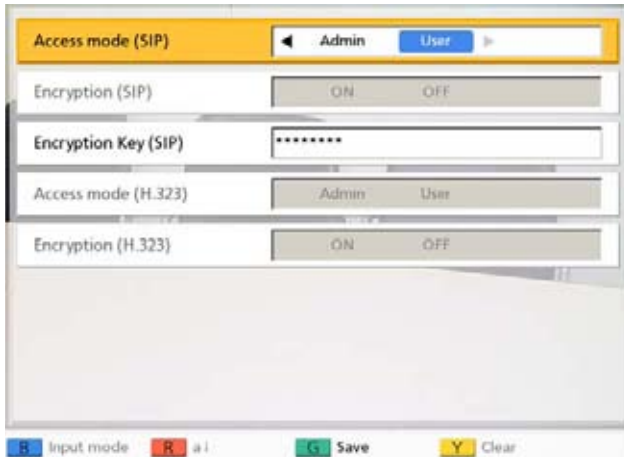 Access mode (SIP) ◀ Admin User ▶
Encryption (SIP) ON OFF
Encryption Key (SIP) ••••••••
Access mode (H.323) Admin User
Encryption (H.323) ON OFF
B Input mode R a G Save Y Clear